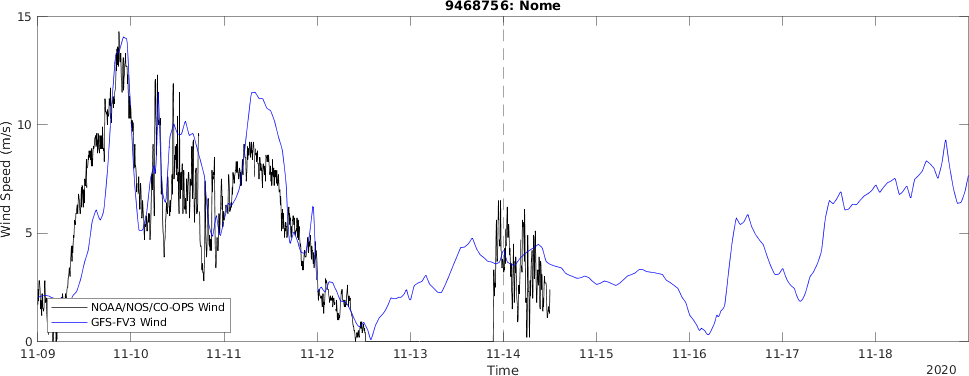 9468756: Nome
15
10
5
0
Wind Speed (m/s)
NOAA/NOS/CO-OPS Wind
GFS-FV3 Wind
11-09 11-10 11-11 11-12 11-13 11-14 11-15 11-16 11-17 11-18
Time
2020